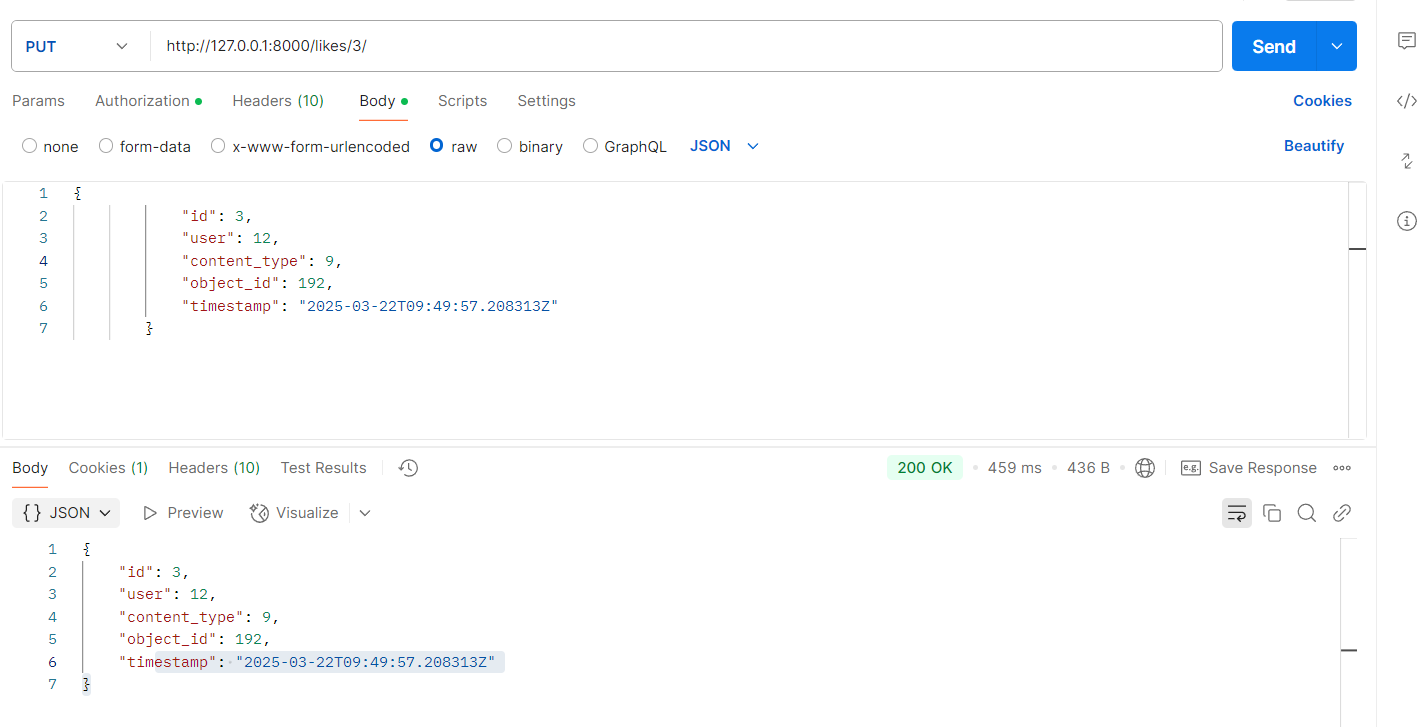 PUT http://127.0.0.1:8000/likes/3/ Send
Params Authorization Headers (10) Body Scripts Settings Cookies
none form-data x-www-form-urlencoded raw binary GraphQL JSON Beautify
1 {
2 "id": 3,
3 "user": 12,
4 "content_type": 9,
5 "object_id": 192,
6 "timestamp": "2025-03-22T09:49:57.208313Z"
7 }
Body Cookies (1) Headers (10) Test Results 200 OK 459 ms 436 B e.g. Save Response
{} JSON Preview Visualize
1 {
2 "id": 3,
3 "user": 12,
4 "content_type": 9,
5 "object_id": 192,
6 "timestamp": "2025-03-22T09:49:57.208313Z"
7 }